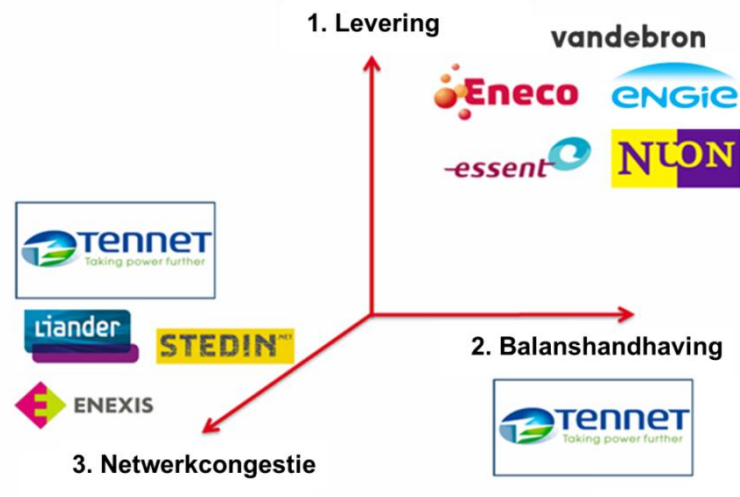 1. Levering
vandebron
Eneco
ENGIE
essent
NUON
TenneT
Taking power further
Liander
STEDIN.NET
ENEXIS
2. Balanshandhaving
TenneT
Taking power further
3. Netwerkcongestie